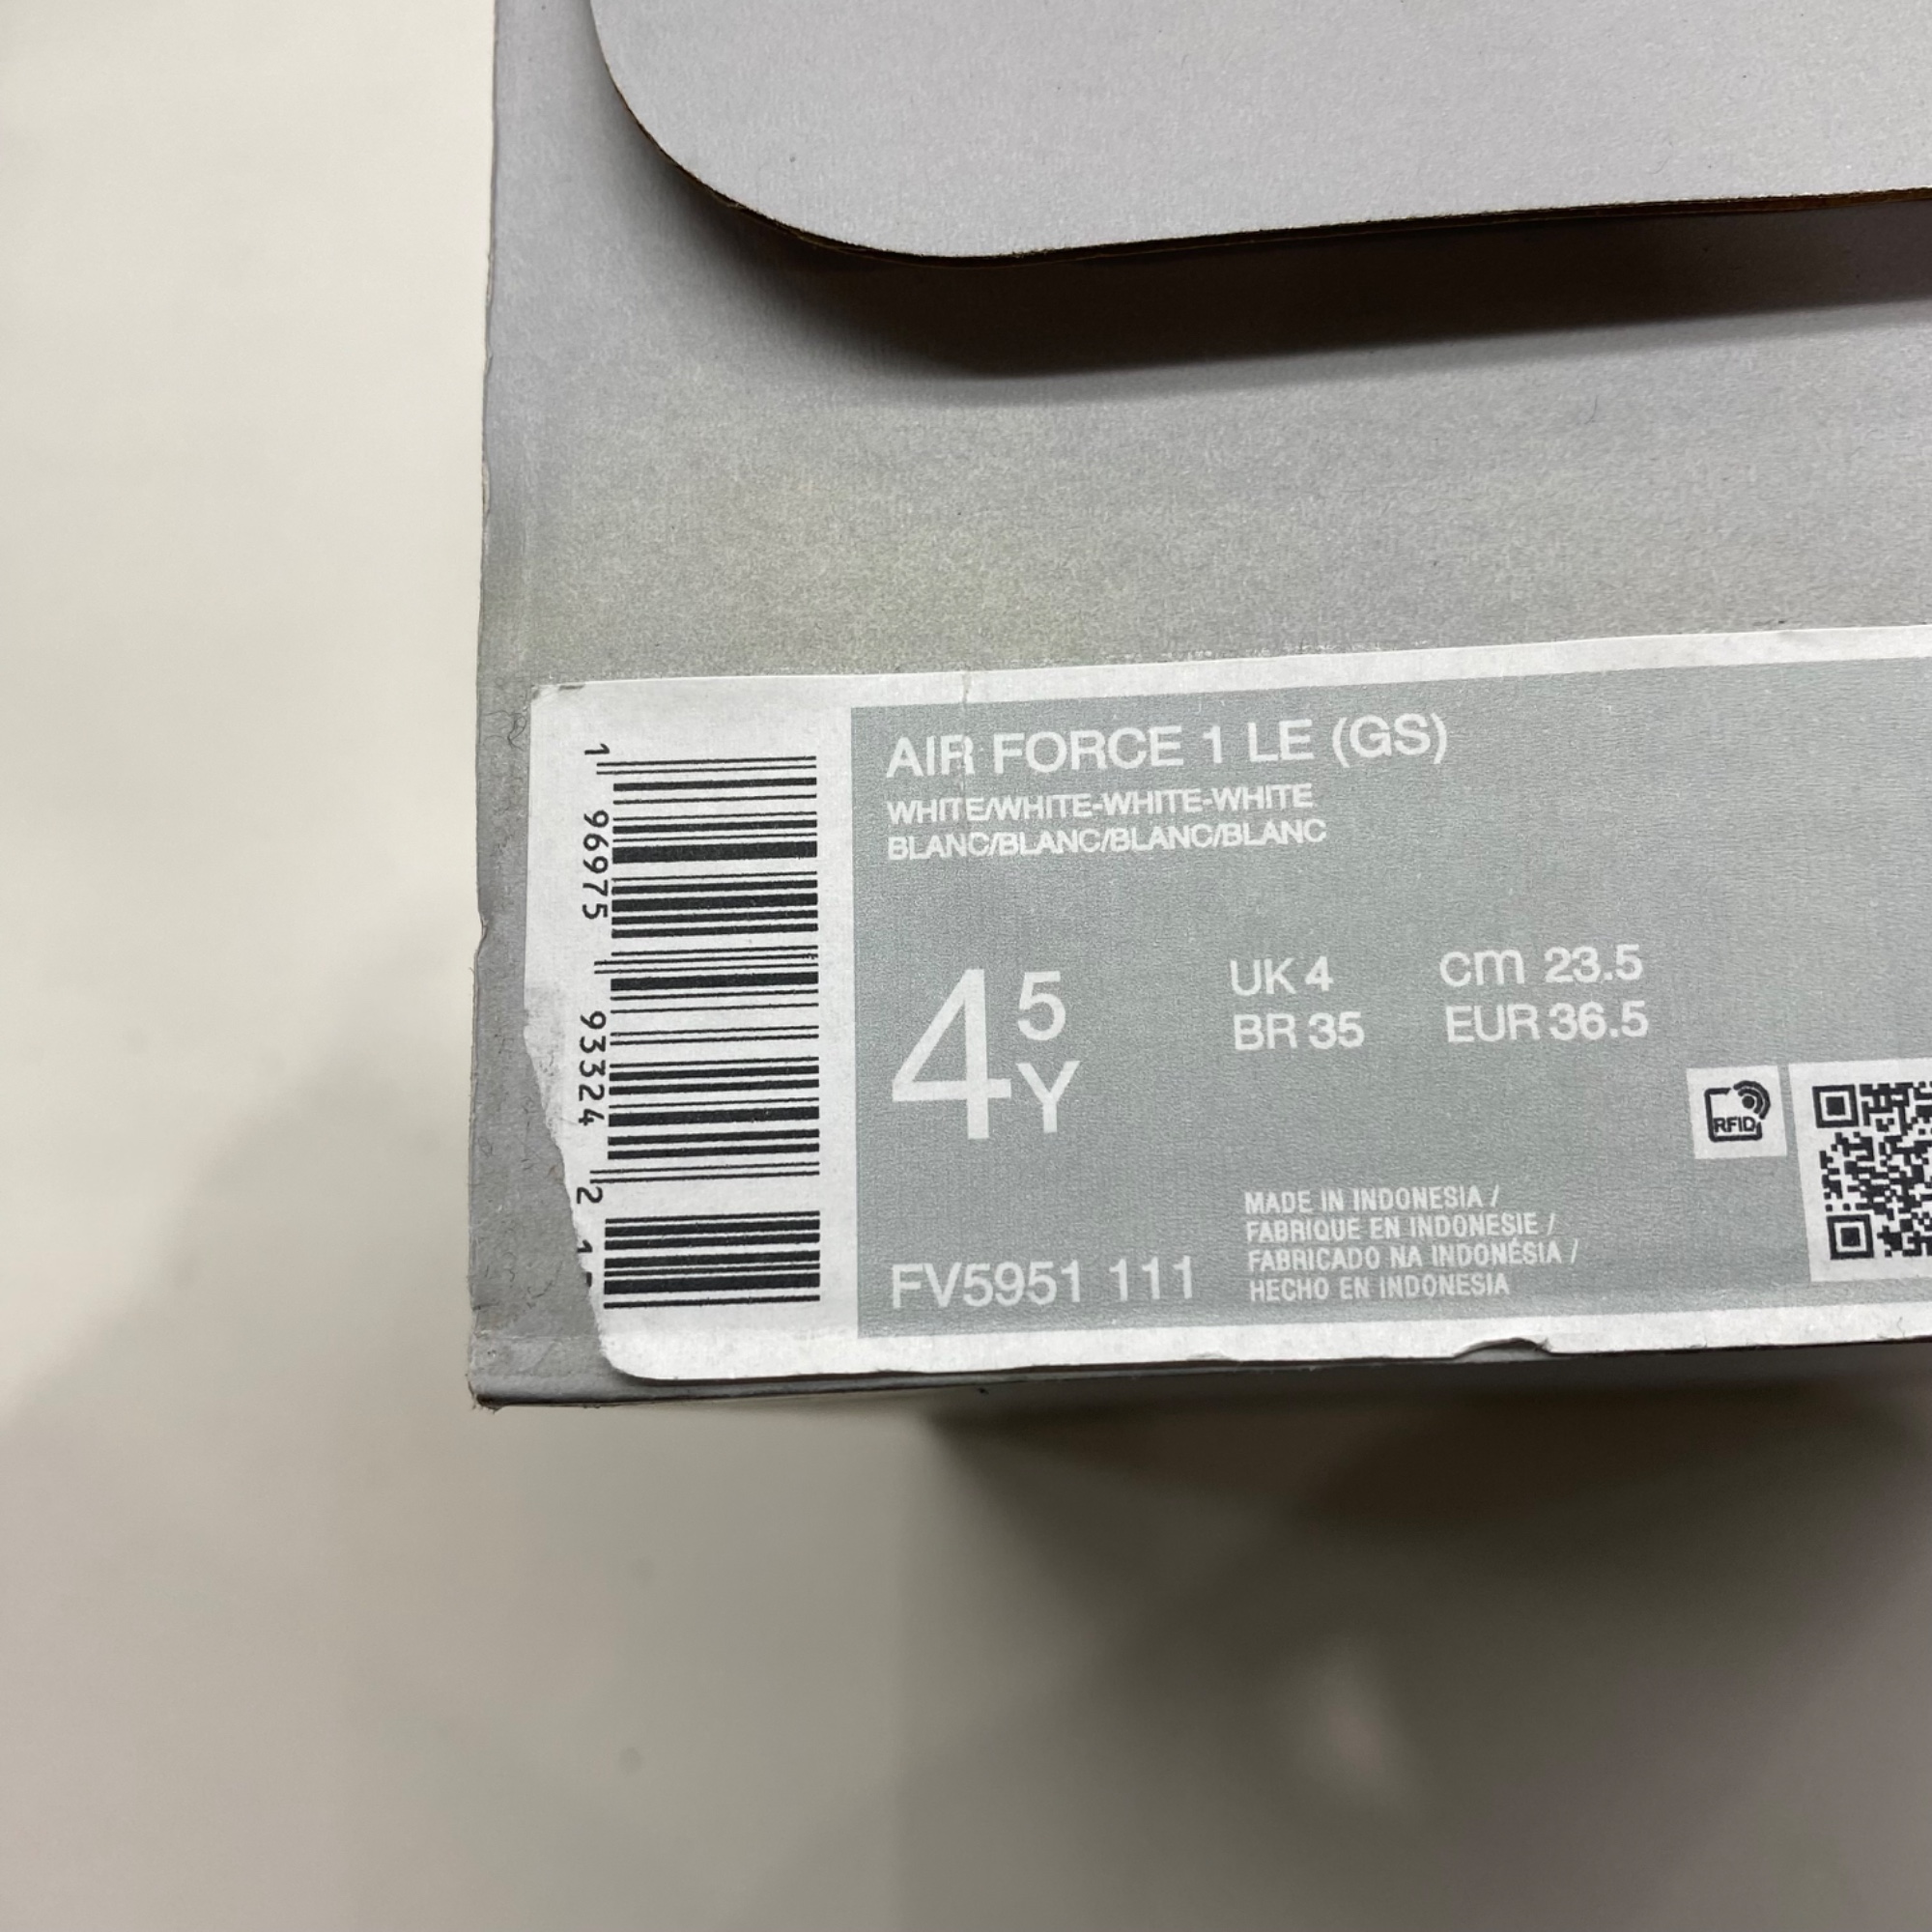 AIR FORCE 1 LE (GS)
WHITE/WHITE-WHITE-WHITE
BLANC/BLANC/BLANC/BLANC
4 5 Y
UK 4 cm 23.5
BR 35 EUR 36.5
RFID
MADE IN INDONESIA /
FABRIQUE EN INDONESIE /
FABRICADO NA INDONÉSIA /
HECHO EN INDONESIA
FV5951 111
1 96975 93324 2